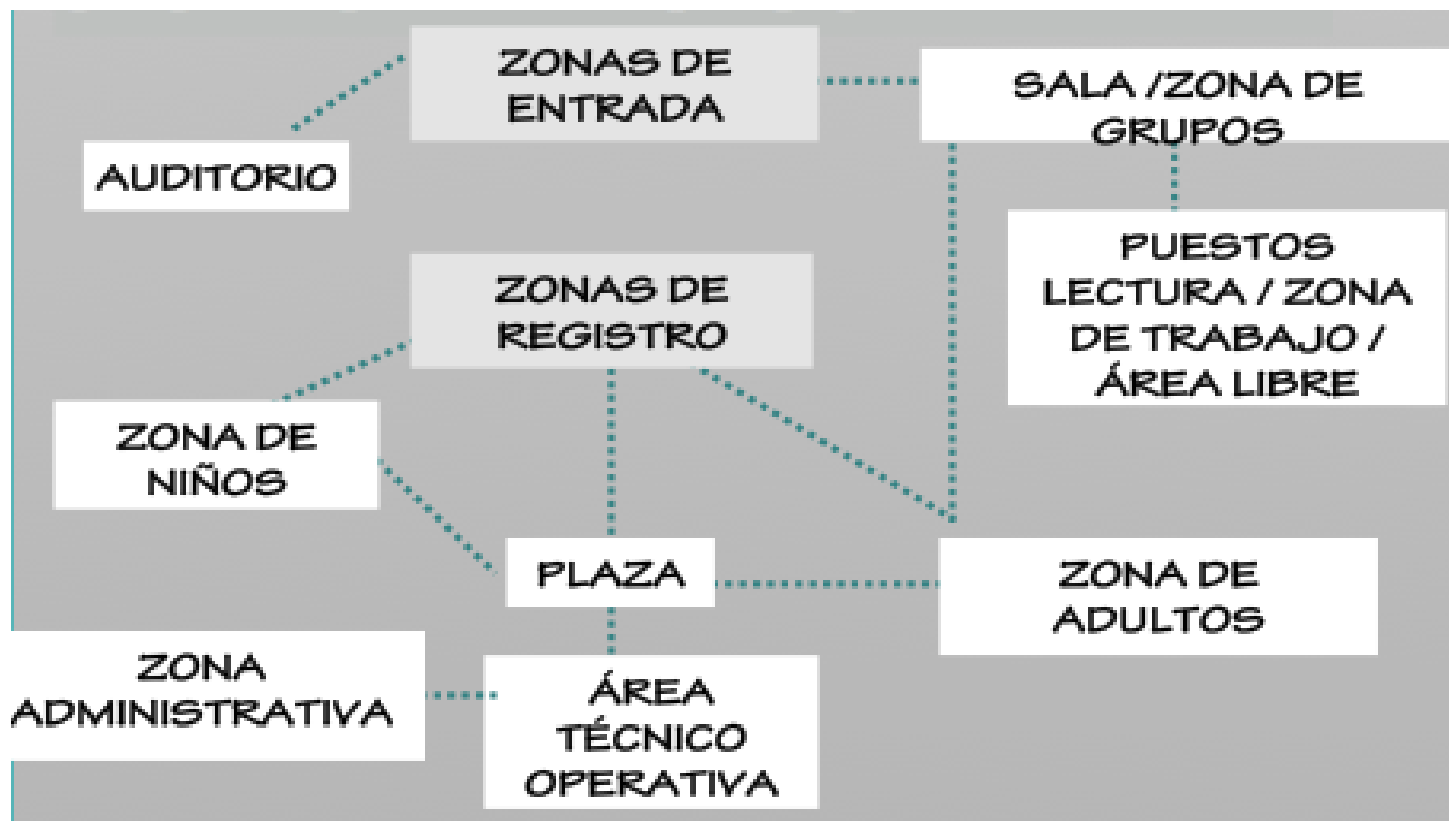 ZONAS DE
ENTRADA
SALA /ZONA DE
GRUPOS
AUDITORIO
PUESTOS
LECTURA / ZONA
DE TRABAJO /
ÁREA LIBRE
ZONAS DE
REGISTRO
ZONA DE
NIÑOS
PLAZA
ZONA DE
ADULTOS
ZONA
ADMINISTRATIVA
ÁREA
TÉCNICO
OPERATIVA